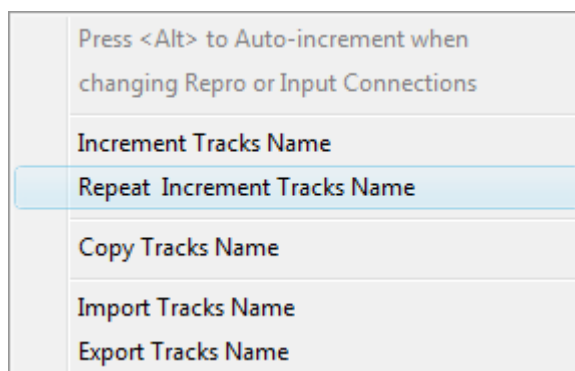 Press <Alt> to Auto-increment when
changing Repro or Input Connections
Increment Tracks Name
Repeat  Increment Tracks Name
Copy Tracks Name
Import Tracks Name
Export Tracks Name